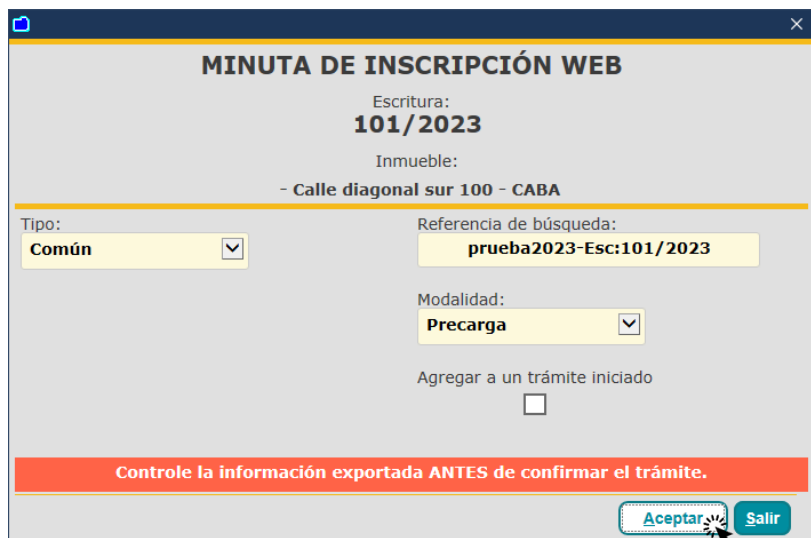 MINUTA DE INSCRIPCIÓN WEB
Escritura:
101/2023
Inmueble:
- Calle diagonal sur 100 - CABA
Tipo:
Común
Referencia de búsqueda:
prueba2023-Esc:101/2023
Modalidad:
Precarga
Agregar a un trámite iniciado
Controle la información exportada ANTES de confirmar el trámite.
Aceptar Salir